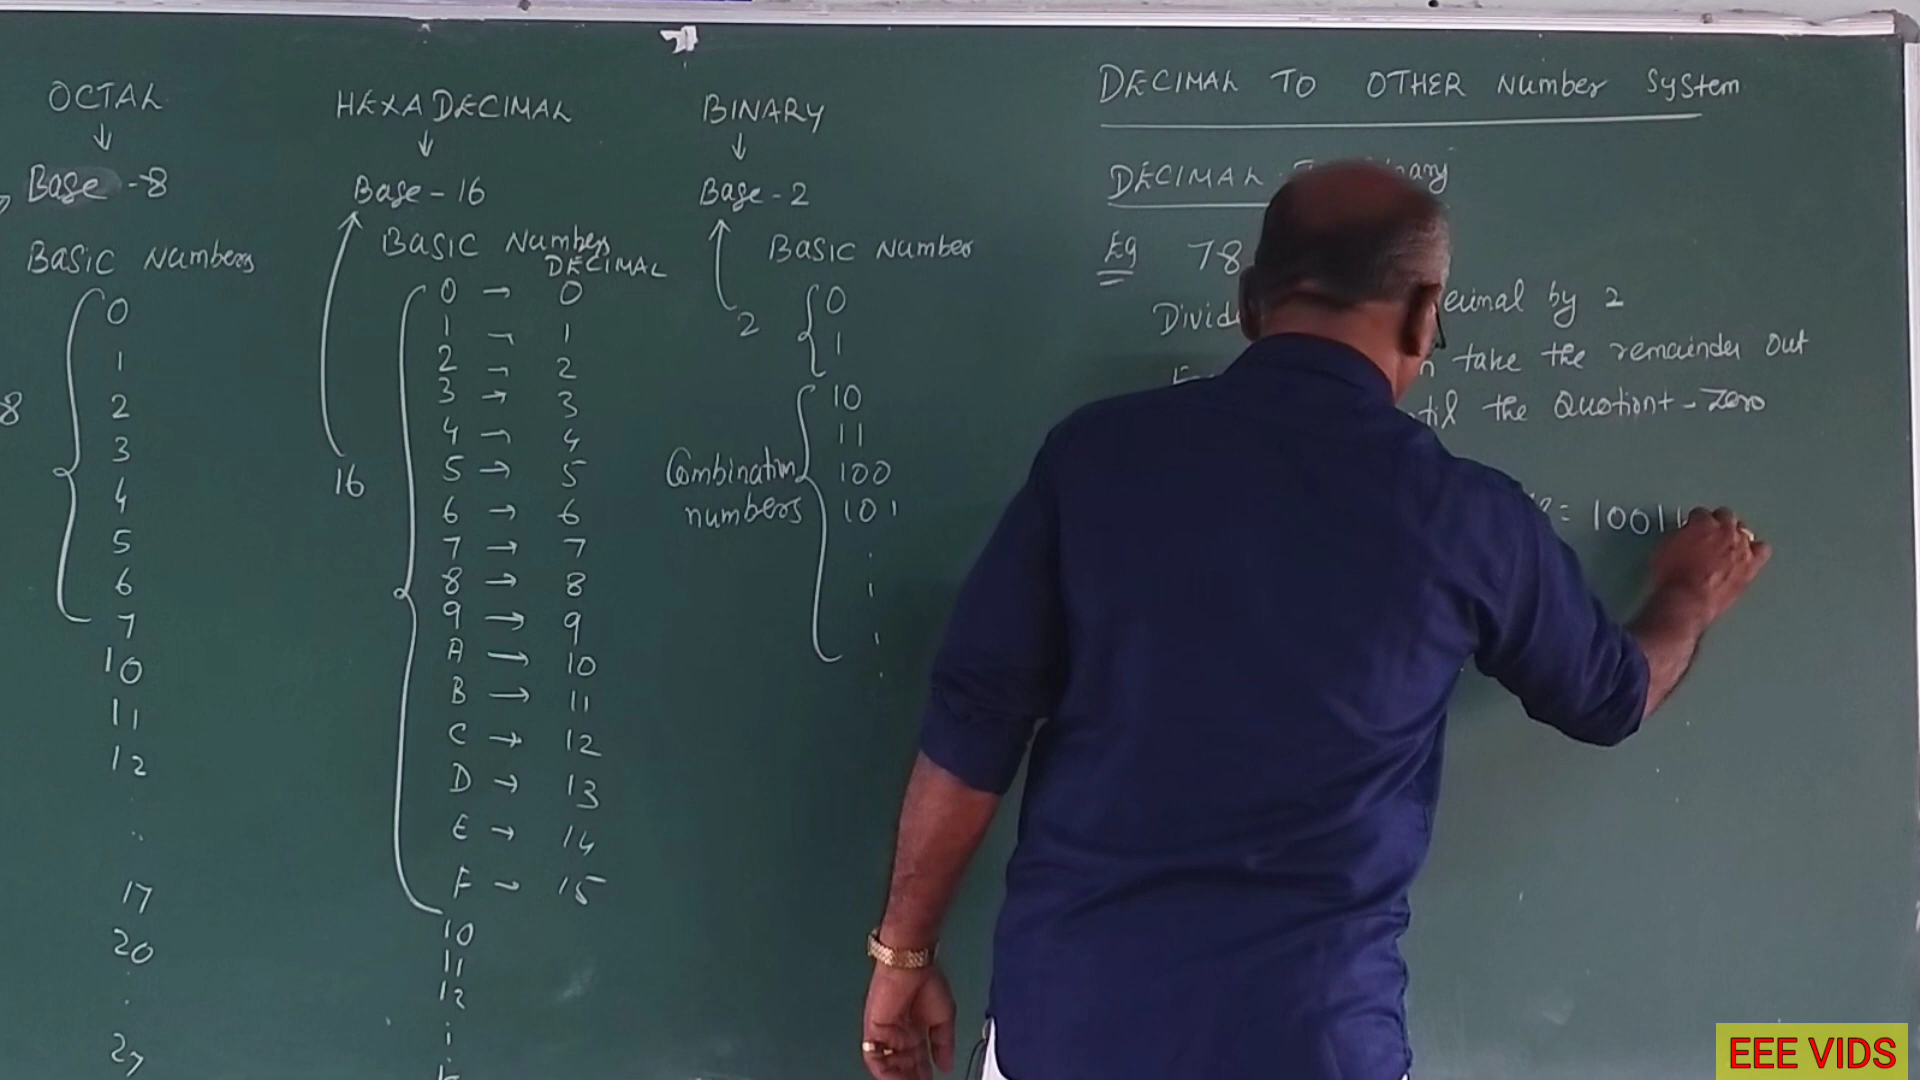 OCTAL
Base - 8
BASIC Numbers
0
1
2
3
4
5
6
7
10
11
12
17
20
27
8
HEXA DECIMAL
Base - 16
BASIC Numbers
DECIMAL
0 → 0
1 → 1
2 → 2
3 → 3
4 → 4
5 → 5
6 → 6
7 → 7
8 → 8
9 → 9
A → 10
B → 11
C → 12
D → 13
E → 14
F → 15
10
11
12
16
BINARY
Base - 2
BASIC Number
2
0
1
10
11
100
101
Combination
numbers
DECIMAL TO OTHER Number System
DECIMAL
Eg 78
by 2
take the remainder out
the Quotiont - Zero
= 1001
EEE VIDS